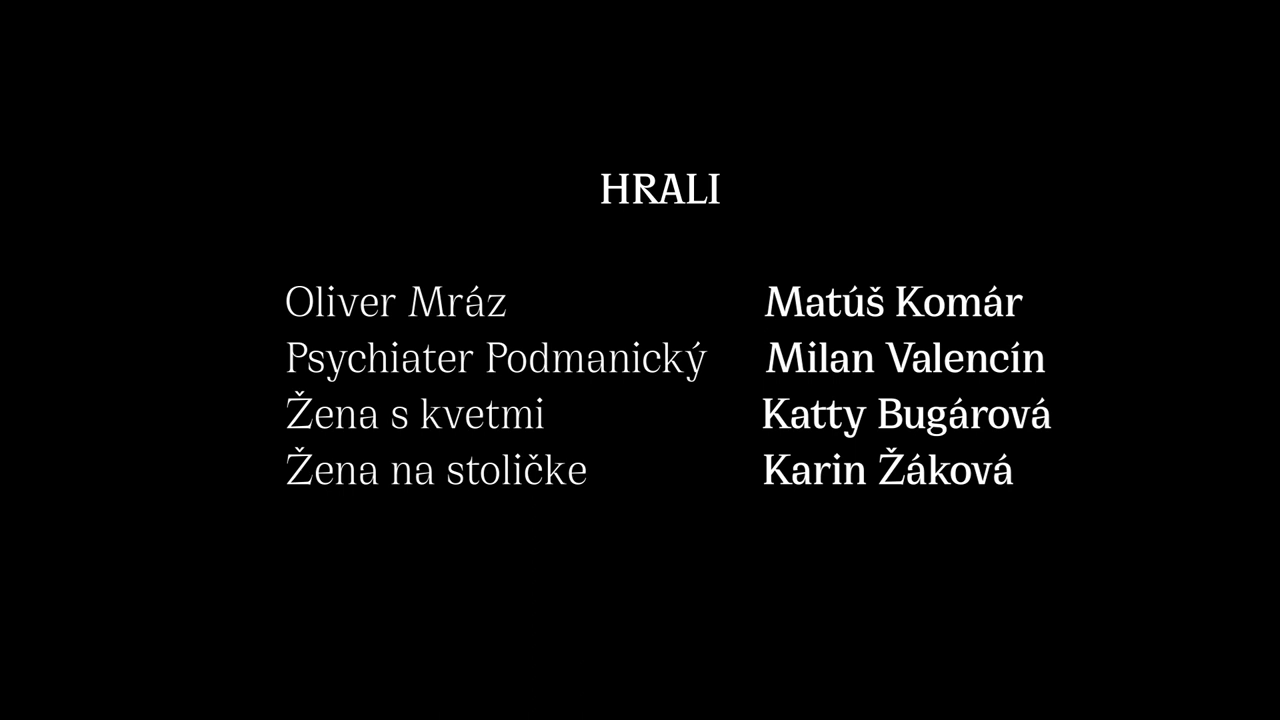 HRALI
Oliver Mráz Matúš Komár
Psychiater Podmanický Milan Valencín
Žena s kvetmi Katty Bugárová
Žena na stoličke Karin Žáková